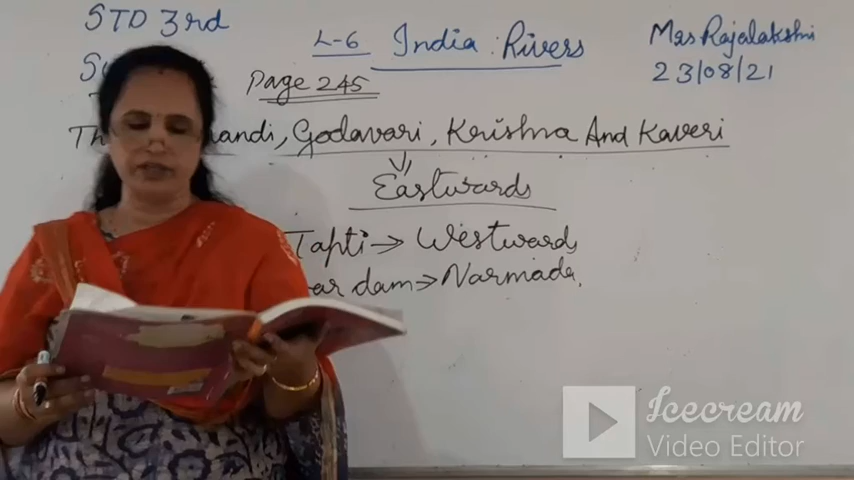 STD 3rd
L-6 India : Rivers
Mrs Rajalakshmi
23/08/21
Page 245
Godavari, Krishna And Kaveri
Eastwards
Tapti → Westward
dam → Narmada.
Icecream
Video Editor